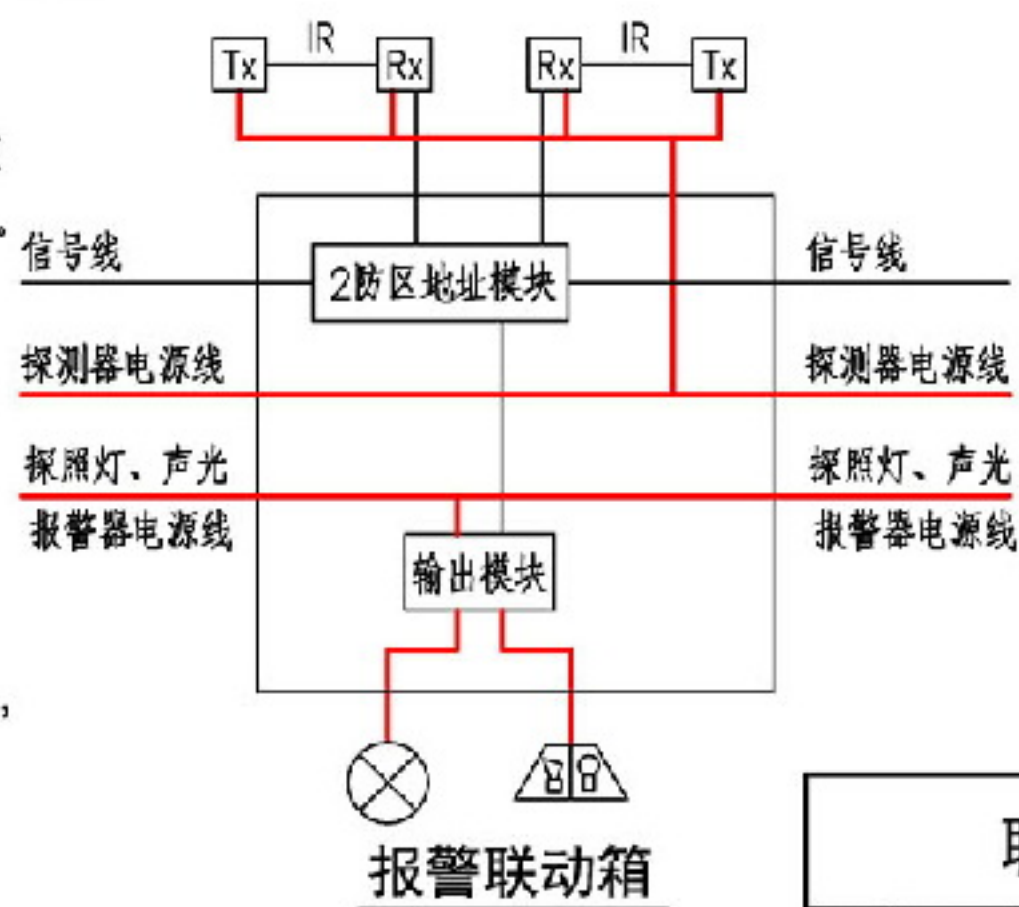 IR IR
Tx Rx Rx Tx
信号线 信号线
2防区地址模块
探测器电源线 探测器电源线
探照灯、声光 探照灯、声光
报警器电源线 报警器电源线
输出模块
报警联动箱